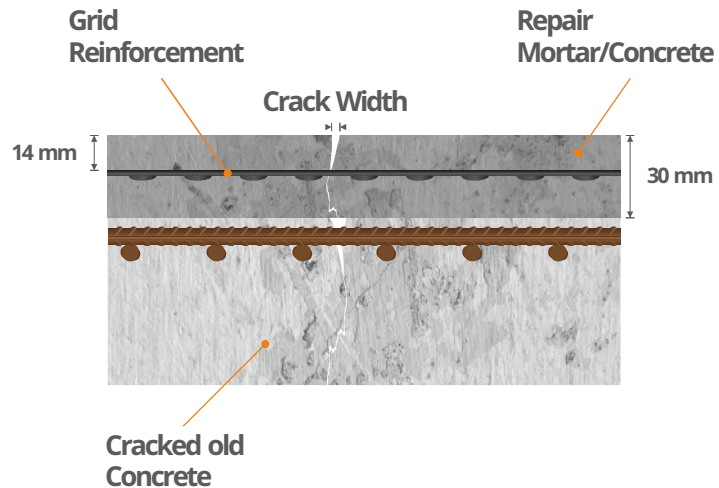 Grid
Reinforcement
Repair
Mortar/Concrete
Crack Width
14 mm
30 mm
Cracked old
Concrete